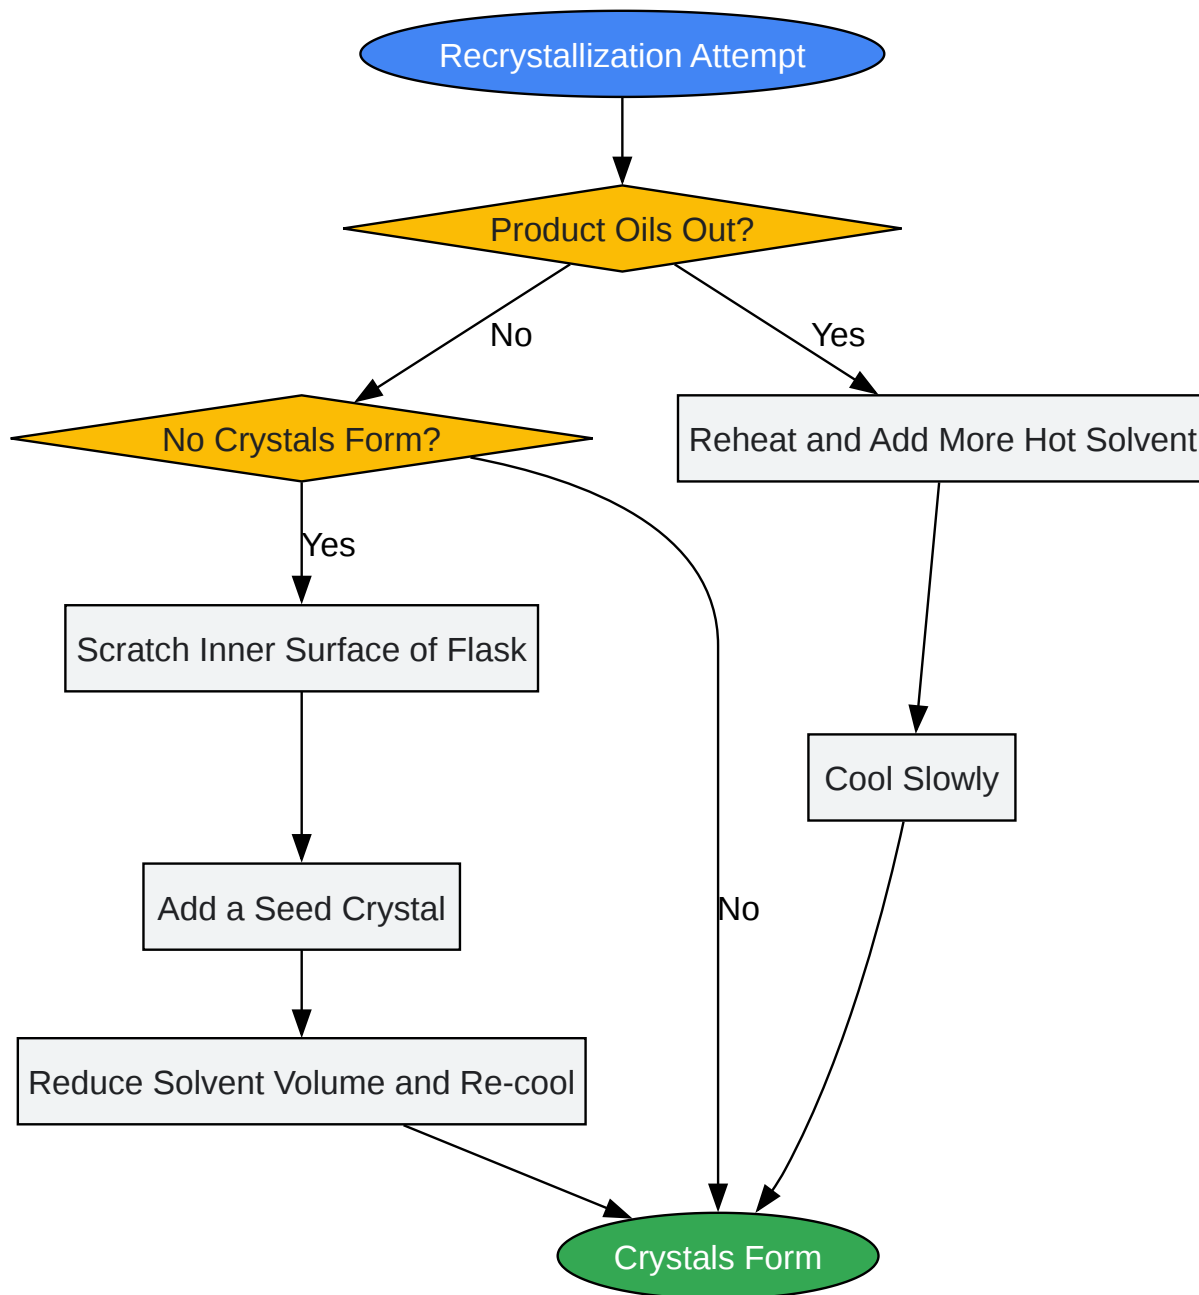 Recrystallization Attempt
Product Oils Out?
No
Yes
No Crystals Form?
Reheat and Add More Hot Solvent
Yes
Scratch Inner Surface of Flask
Cool Slowly
Add a Seed Crystal
No
Reduce Solvent Volume and Re-cool
Crystals Form